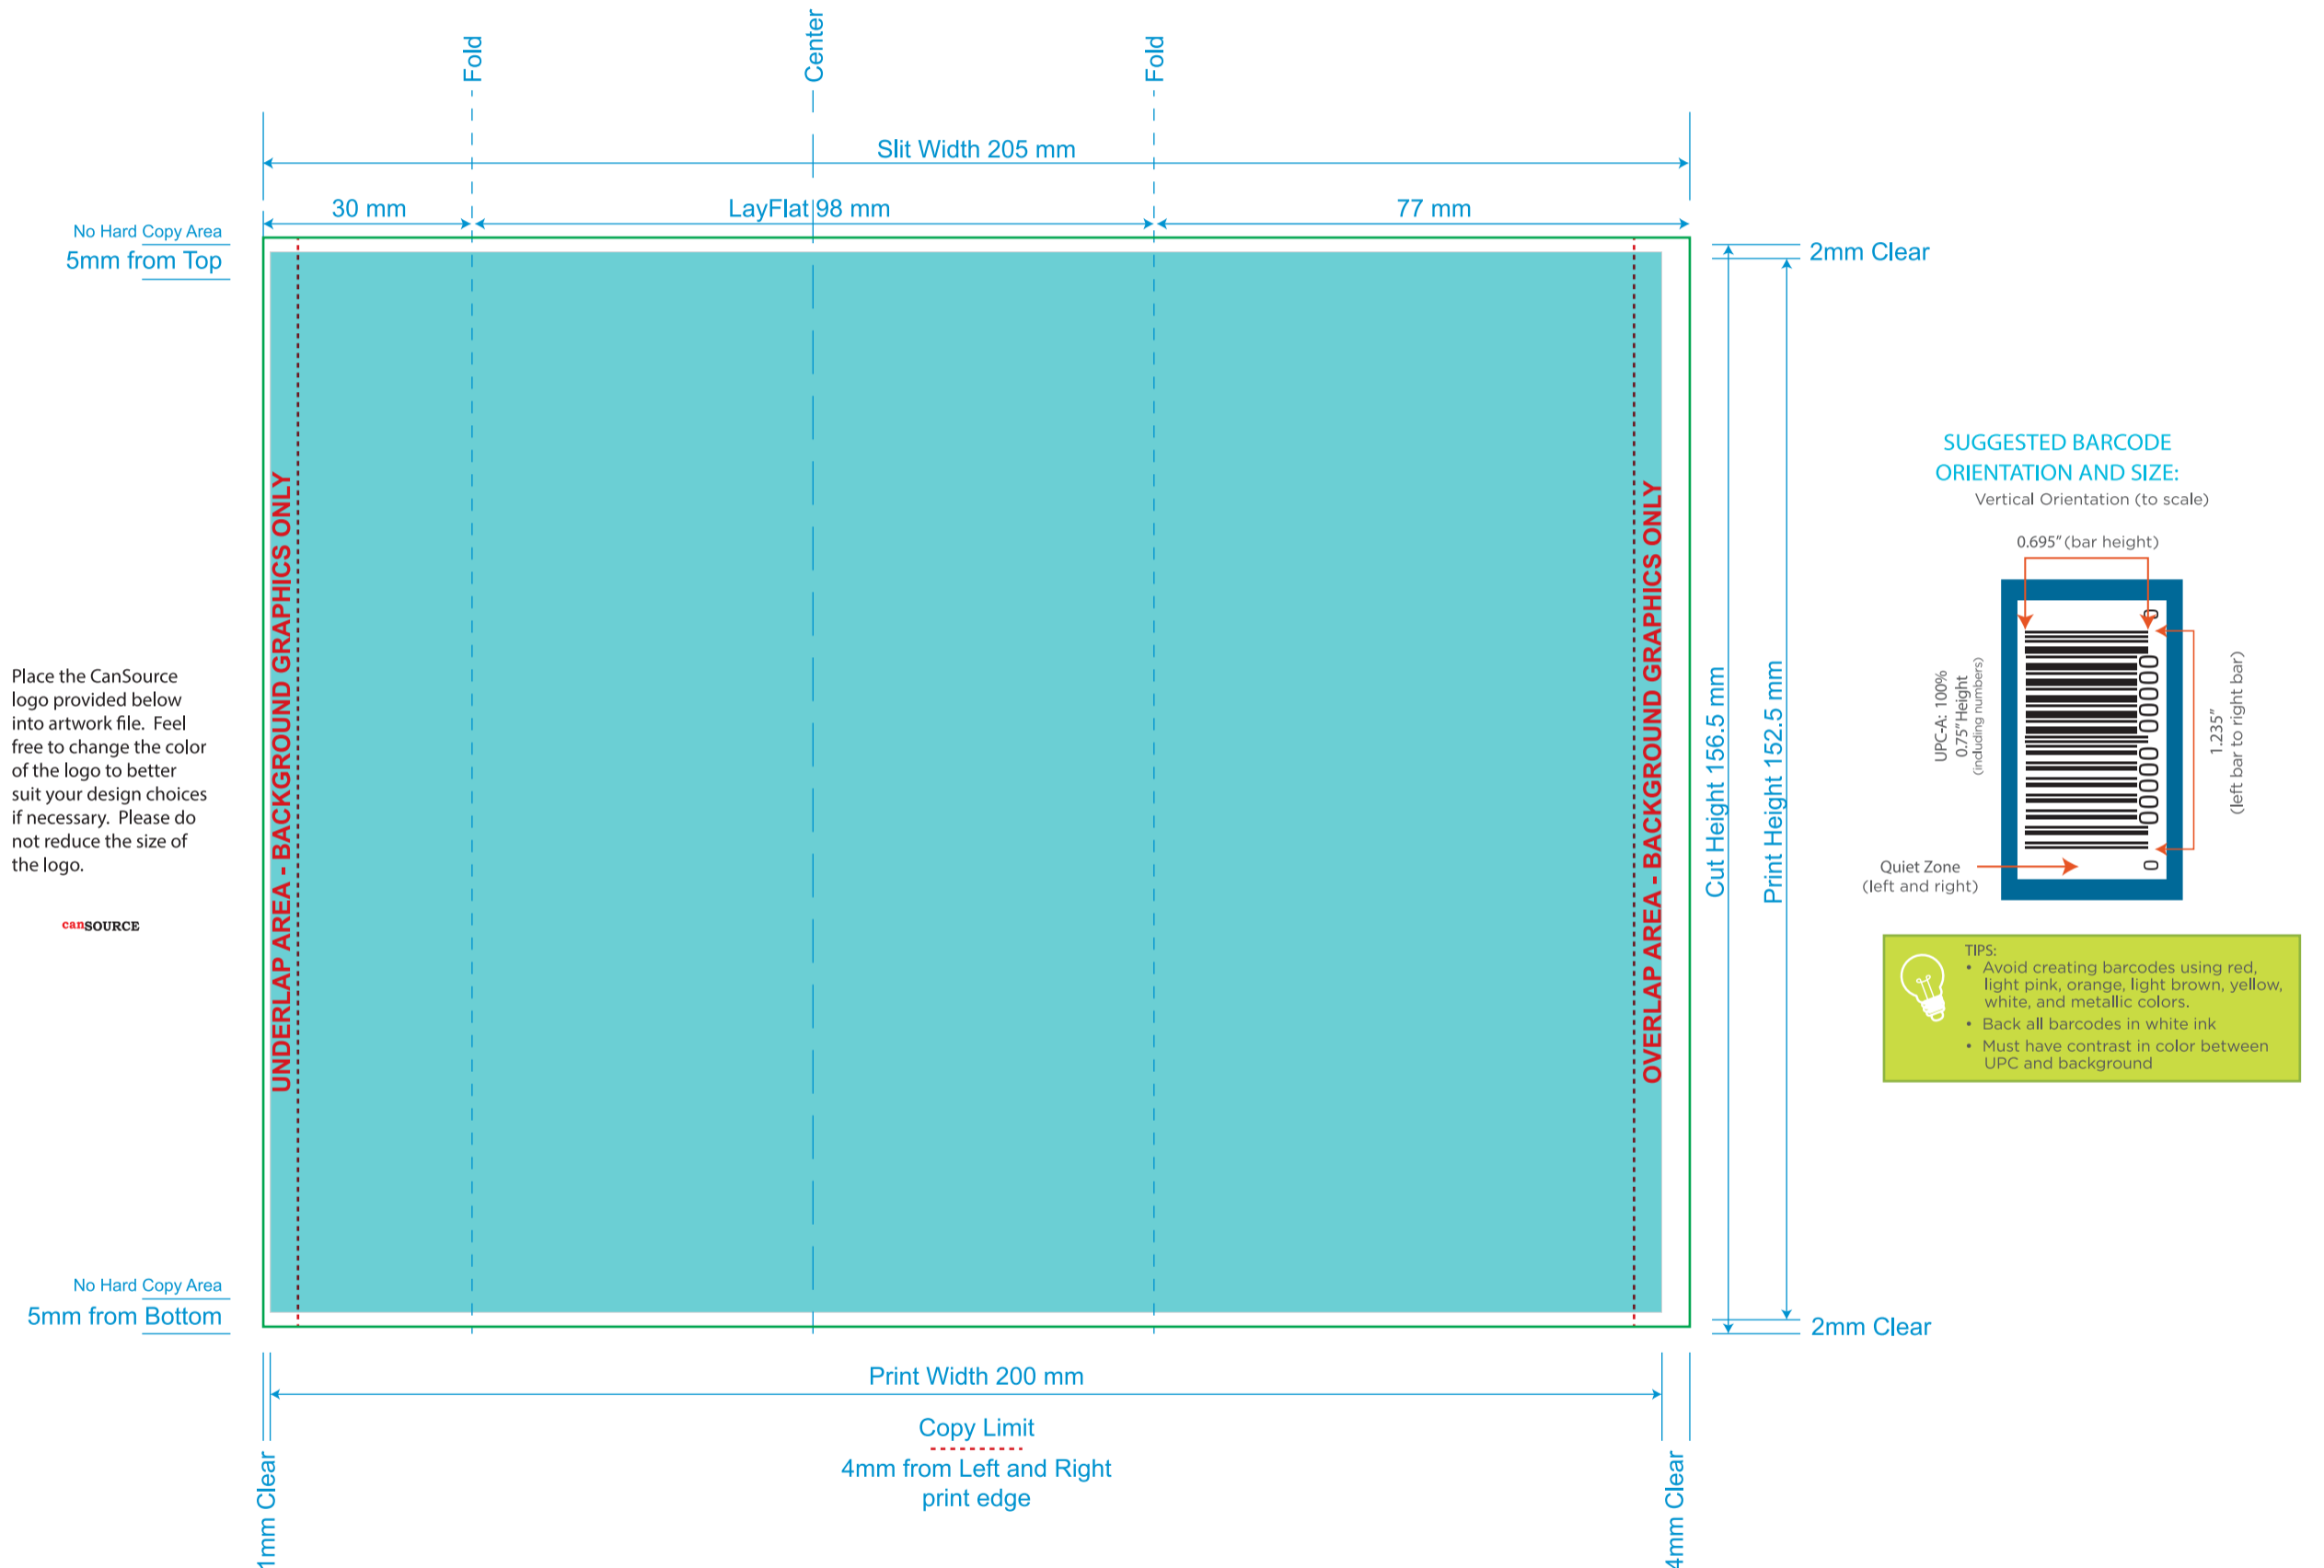 Fold
Center
Fold
Slit Width 205 mm
30 mm
LayFlat 98 mm
77 mm
No Hard Copy Area
5mm from Top
2mm Clear
UNDERLAP AREA - BACKGROUND GRAPHICS ONLY
OVERLAP AREA - BACKGROUND GRAPHICS ONLY
Cut Height 156.5 mm
Print Height 152.5 mm
Place the CanSource
logo provided below
into artwork file. Feel
free to change the color
of the logo to better
suit your design choices
if necessary. Please do
not reduce the size of
the logo.
canSOURCE
SUGGESTED BARCODE
ORIENTATION AND SIZE:
Vertical Orientation (to scale)
0.695" (bar height)
UPC-A: 100%
0.75" Height
(including numbers)
0 00000 00000 0
1.235"
(left bar to right bar)
Quiet Zone
(left and right)
TIPS:
• Avoid creating barcodes using red,
light pink, orange, light brown, yellow,
white, and metallic colors.
• Back all barcodes in white ink
• Must have contrast in color between
UPC and background
No Hard Copy Area
5mm from Bottom
2mm Clear
Print Width 200 mm
Copy Limit
4mm from Left and Right
print edge
1mm Clear
4mm Clear